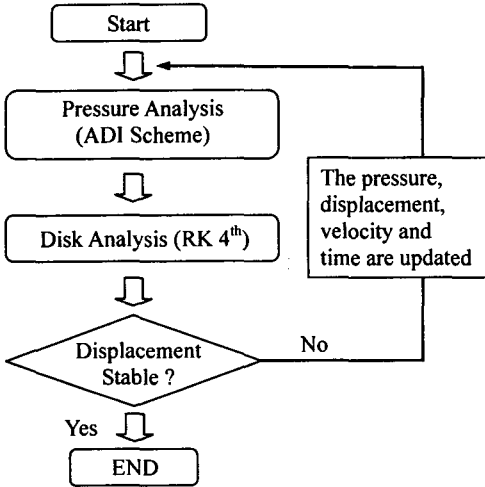 Start
Pressure Analysis
(ADI Scheme)
The pressure,
displacement,
velocity and
time are updated
Disk Analysis (RK 4th)
Displacement
Stable ?
No
Yes
END